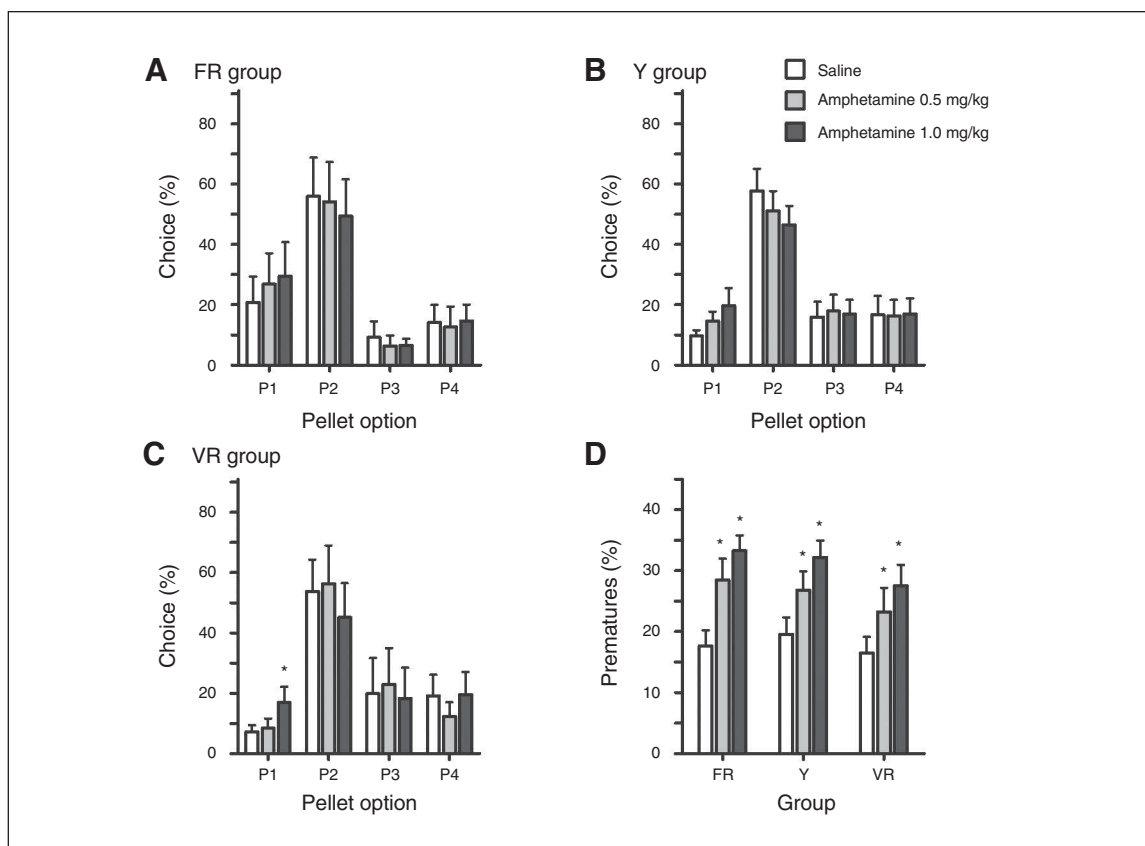 A FR group
80
60
40
20
0
Choice (%)
P1 P2 P3 P4
Pellet option
B Y group
Saline
Amphetamine 0.5 mg/kg
Amphetamine 1.0 mg/kg
80
60
40
20
0
Choice (%)
P1 P2 P3 P4
Pellet option
C VR group
80
60
40
20
0
Choice (%)
*
P1 P2 P3 P4
Pellet option
D
40
30
20
10
0
Prematures (%)
* * * * * *
FR Y VR
Group